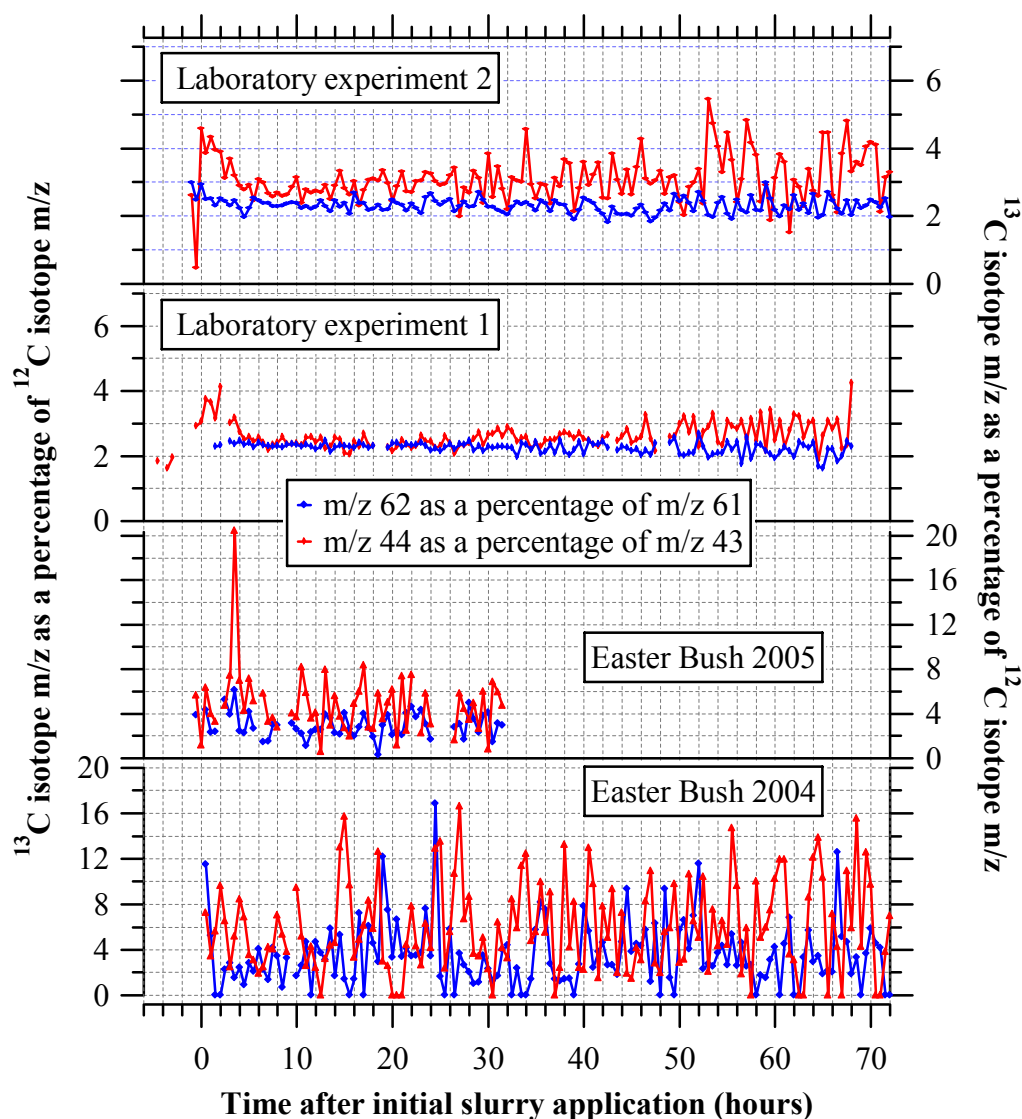 Laboratory experiment 2
6
4
2
0
Laboratory experiment 1
6
4
2
0
m/z 62 as a percentage of m/z 61
m/z 44 as a percentage of m/z 43
20
16
12
8
4
0
Easter Bush 2005
20
16
12
8
4
0
Easter Bush 2004
0 10 20 30 40 50 60 70
Time after initial slurry application (hours)
¹³C isotope m/z as a percentage of ¹²C isotope m/z
¹³C isotope m/z as a percentage of ¹²C isotope m/z